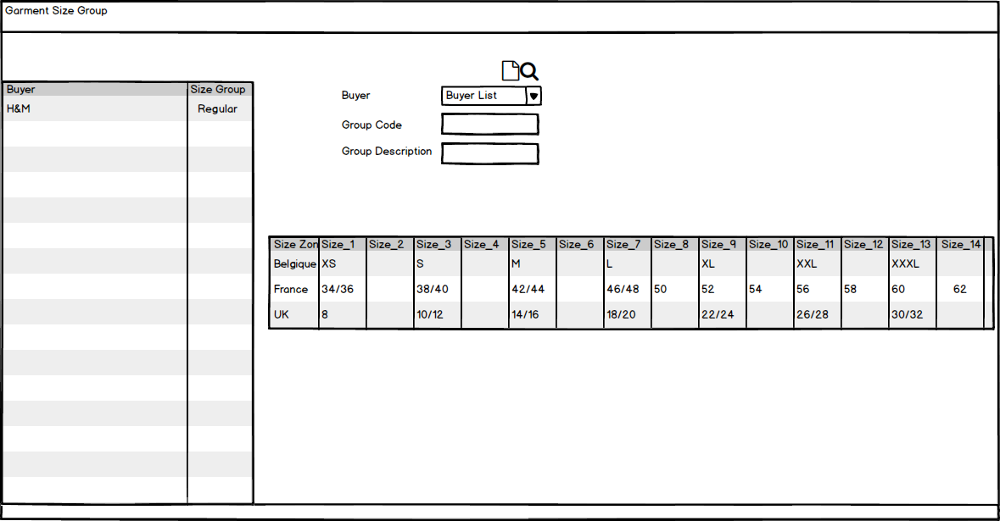 Garment Size Group
Buyer Size Group
H&M Regular
Buyer Buyer List
Group Code
Group Description
Size Zon Size_1 Size_2 Size_3 Size_4 Size_5 Size_6 Size_7 Size_8 Size_9 Size_10 Size_11 Size_12 Size_13 Size_14
Belgique XS S M L XL XXL XXXL
France 34/36 38/40 42/44 46/48 50 52 54 56 58 60 62
UK 8 10/12 14/16 18/20 22/24 26/28 30/32